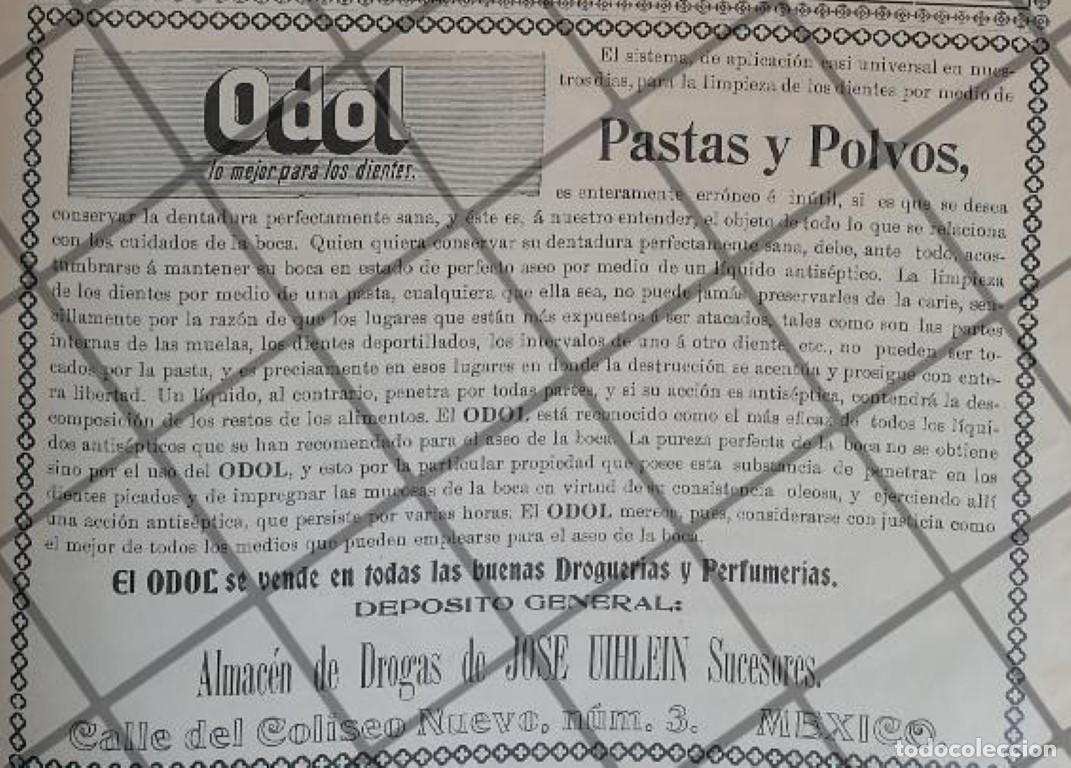 Odol
lo mejor para los dientes.
El sistema, de aplicación casi universal en nues-
tros días, para la limpieza de los dientes por medio de
Pastas y Polvos,
es enteramente erróneo é inútil, si es que se desea
conservar la dentadura perfectamente sana, y éste es, á nuestro entender, el objeto de todo lo que se relaciona
con los cuidados de la boca. Quien quiera conservar su dentadura perfectamente sana, debe, ante todo, acos-
tumbrarse á mantener su boca en estado de perfecto aseo por medio de un líquido antiséptico. La limpieza
de los dientes por medio de una pasta, cualquiera que ella sea, no puede jamás preservarles de la carie, sen-
cillamente por la razón de que los lugares que están más expuestos á ser atacados, tales como son las partes
internas de las muelas, los dientes deportillados, los intervalos de uno á otro diente, etc., no pueden ser to-
cados por la pasta, y es precisamente en esos lugares en donde la destrucción se acentúa y prosigue con ente-
ra libertad. Un líquido, al contrario, penetra por todas partes, y si su acción es antiséptica, contendrá la des-
composición de los restos de los alimentos. El ODOL está reconocido como el más eficaz de todos los líqui-
dos antisépticos que se han recomendado para el aseo de la boca. La pureza perfecta de la boca no se obtiene
sino por el uso del ODOL, y esto por la particular propiedad que posee esta substancia de penetrar en los
dientes picados y de impregnar las mucosas de la boca en virtud de su consistencia oleosa, y ejerciendo allí
una acción antiséptica, que persiste por varias horas. El ODOL merece, pues, considerarse con justicia como
el mejor de todos los medios que pueden emplearse para el aseo de la boca.
El ODOL se vende en todas las buenas Droguerías y Perfumerías.
DEPOSITO GENERAL:
Almacén de Drogas de JOSE UIHLEIN Sucesores.
Calle del Coliseo Nuevo, núm. 3. MEXICO.
todocoleccion